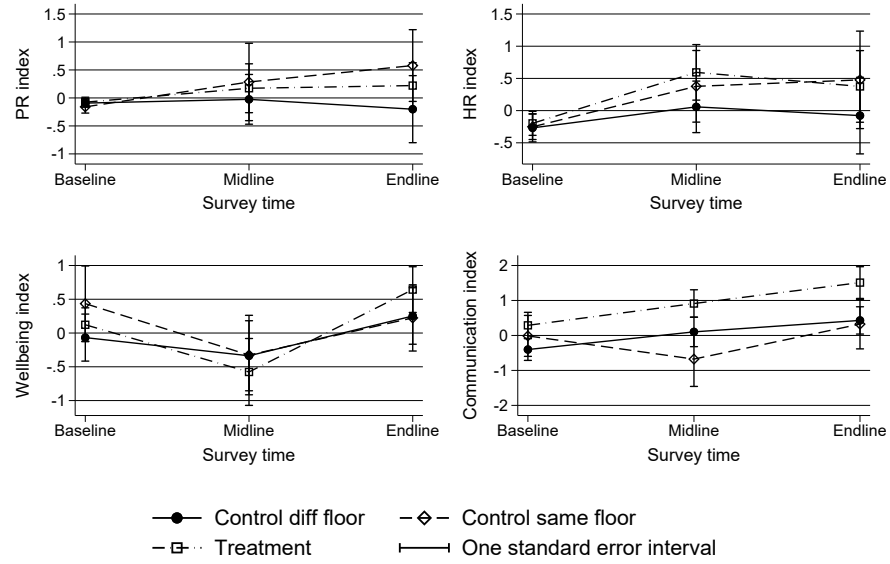 PR index
1.5
1
.5
0
-.5
-1
Baseline Midline Endline
Survey time
HR index
1.5
1
.5
0
-.5
Baseline Midline Endline
Survey time
Wellbeing index
1
.5
0
-.5
-1
Baseline Midline Endline
Survey time
Communication index
2
1
0
-1
-2
Baseline Midline Endline
Survey time
Control diff floor Control same floor
Treatment One standard error interval